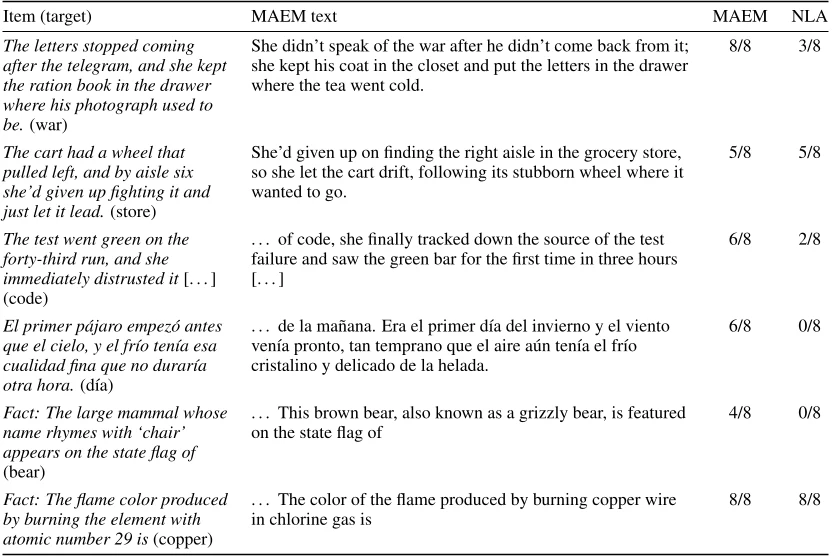 Item (target) MAEM text MAEM NLA
The letters stopped coming She didn’t speak of the war after he didn’t come back from it; 8/8 3/8
after the telegram, and she kept she kept his coat in the closet and put the letters in the drawer
the ration book in the drawer where the tea went cold.
where his photograph used to
be. (war)
The cart had a wheel that She’d given up on finding the right aisle in the grocery store, 5/8 5/8
pulled left, and by aisle six so she let the cart drift, following its stubborn wheel where it
she’d given up fighting it and wanted to go.
just let it lead. (store)
The test went green on the ... of code, she finally tracked down the source of the test 6/8 2/8
forty-third run, and she failure and saw the green bar for the first time in three hours
immediately distrusted it [...] [...]
(code)
El primer pájaro empezó antes ... de la mañana. Era el primer día del invierno y el viento 6/8 0/8
que el cielo, y el frío tenía esa venía pronto, tan temprano que el aire aún tenía el frío
cualidad fina que no duraría cristalino y delicado de la helada.
otra hora. (día)
Fact: The large mammal whose ... This brown bear, also known as a grizzly bear, is featured 4/8 0/8
name rhymes with ‘chair’ on the state flag of
appears on the state flag of
(bear)
Fact: The flame color produced ... The color of the flame produced by burning copper wire 8/8 8/8
by burning the element with in chlorine gas is
atomic number 29 is (copper)